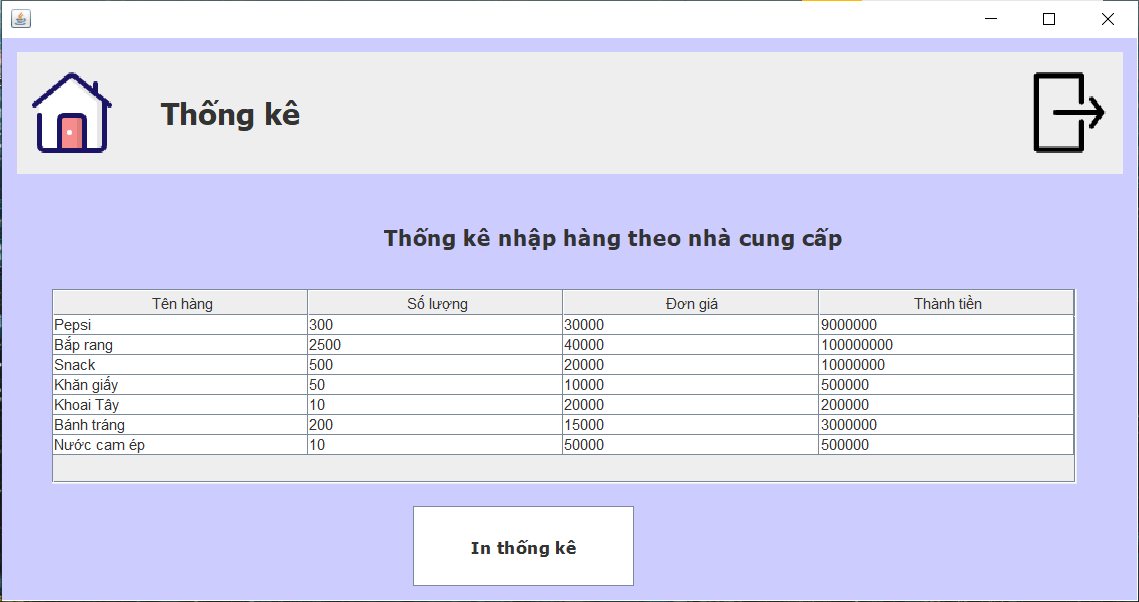 Thống kê
Thống kê nhập hàng theo nhà cung cấp
Tên hàng Số lượng Đơn giá Thành tiền
Pepsi 300 30000 9000000
Bắp rang 2500 40000 100000000
Snack 500 20000 10000000
Khăn giấy 50 10000 500000
Khoai Tây 10 20000 200000
Bánh tráng 200 15000 3000000
Nước cam ép 10 50000 500000
In thống kê